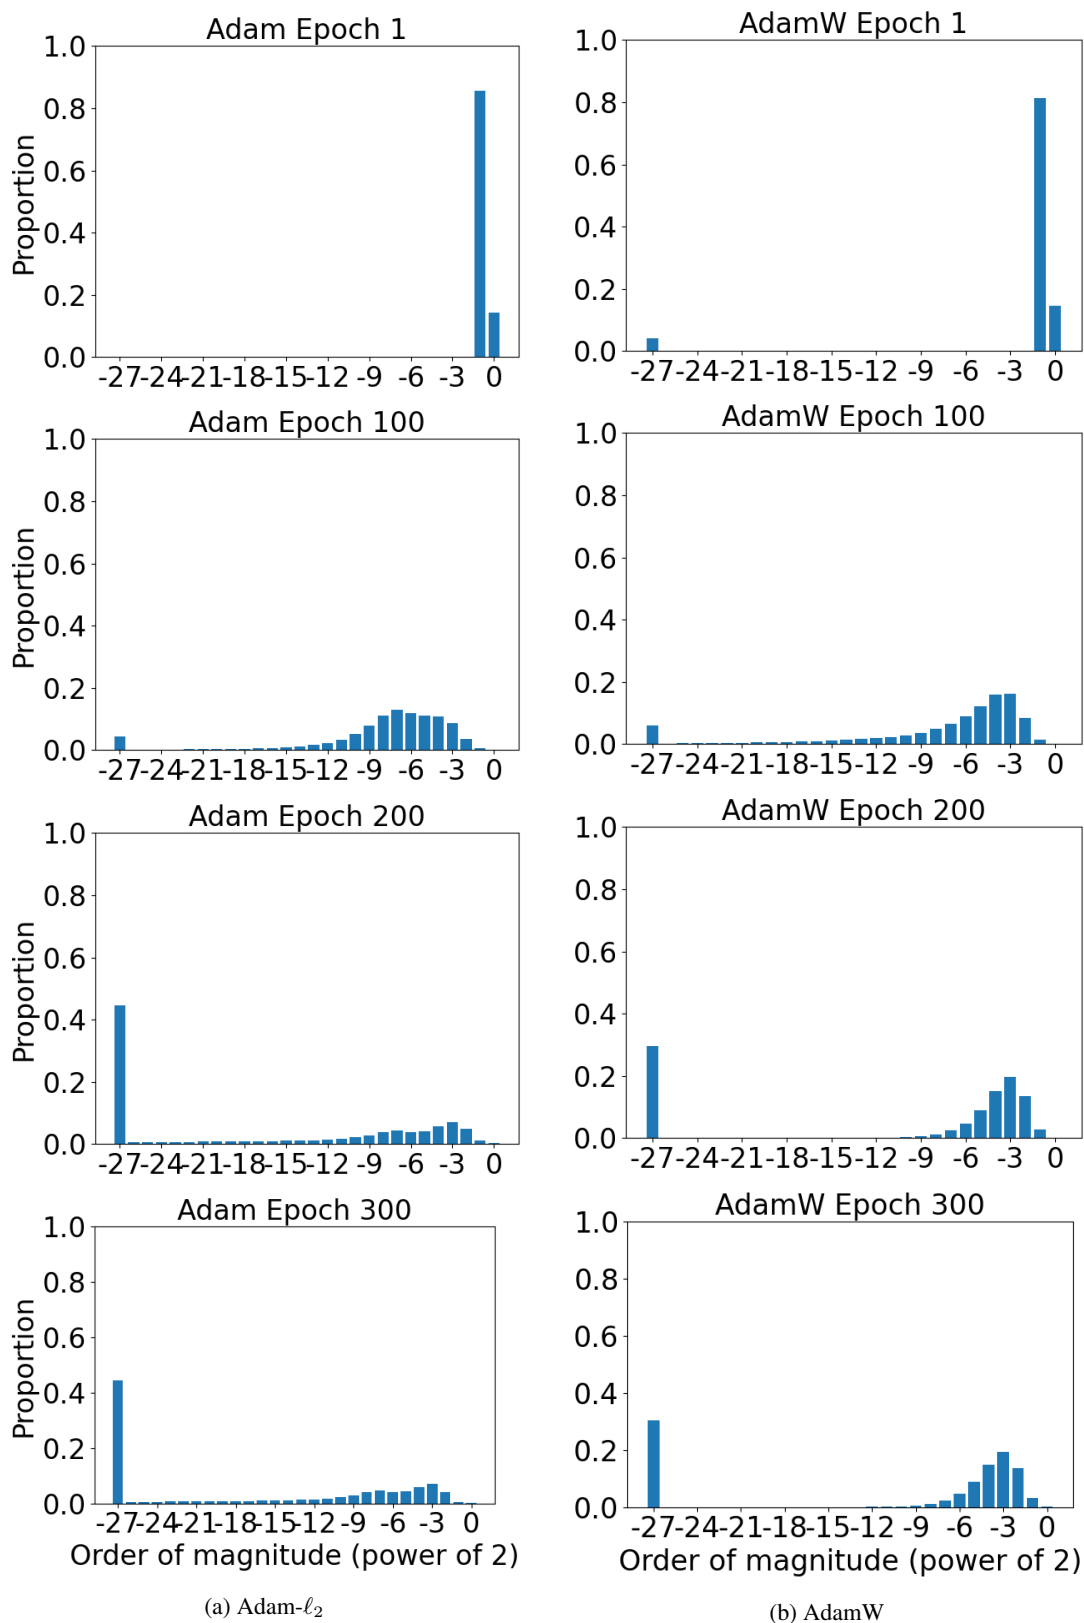 Adam Epoch 1
1.0
0.8
0.6
0.4
0.2
0.0
Proportion
-27 -24 -21 -18 -15 -12 -9 -6 -3 0
AdamW Epoch 1
1.0
0.8
0.6
0.4
0.2
0.0
-27 -24 -21 -18 -15 -12 -9 -6 -3 0
Adam Epoch 100
1.0
0.8
0.6
0.4
0.2
0.0
Proportion
-27 -24 -21 -18 -15 -12 -9 -6 -3 0
AdamW Epoch 100
1.0
0.8
0.6
0.4
0.2
0.0
-27 -24 -21 -18 -15 -12 -9 -6 -3 0
Adam Epoch 200
1.0
0.8
0.6
0.4
0.2
0.0
Proportion
-27 -24 -21 -18 -15 -12 -9 -6 -3 0
AdamW Epoch 200
1.0
0.8
0.6
0.4
0.2
0.0
-27 -24 -21 -18 -15 -12 -9 -6 -3 0
Adam Epoch 300
1.0
0.8
0.6
0.4
0.2
0.0
Proportion
-27 -24 -21 -18 -15 -12 -9 -6 -3 0
Order of magnitude (power of 2)
(a) Adam-ℓ₂
AdamW Epoch 300
1.0
0.8
0.6
0.4
0.2
0.0
-27 -24 -21 -18 -15 -12 -9 -6 -3 0
Order of magnitude (power of 2)
(b) AdamW